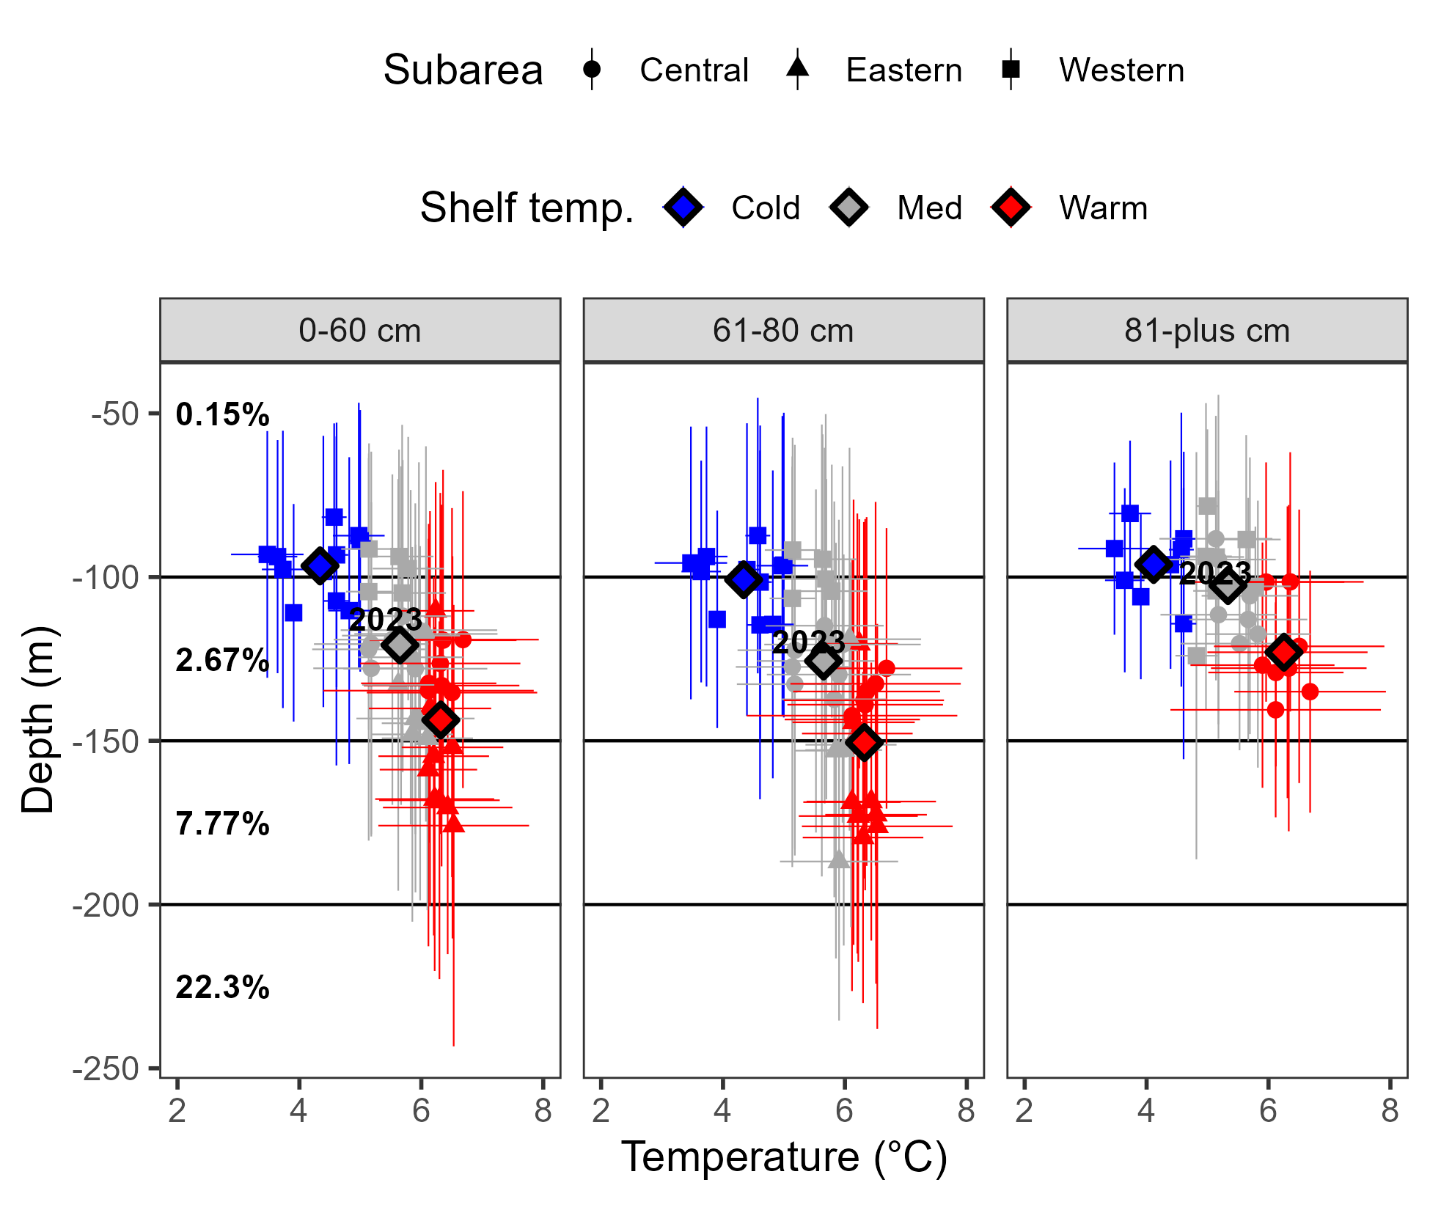 Subarea Central Eastern Western
Shelf temp. Cold Med Warm
0-60 cm 61-80 cm 81-plus cm
Depth (m)
-50
-100
-150
-200
-250
0.15%
2.67%
7.77%
22.3%
2023 2023 2023
2 4 6 8 2 4 6 8 2 4 6 8
Temperature (°C)